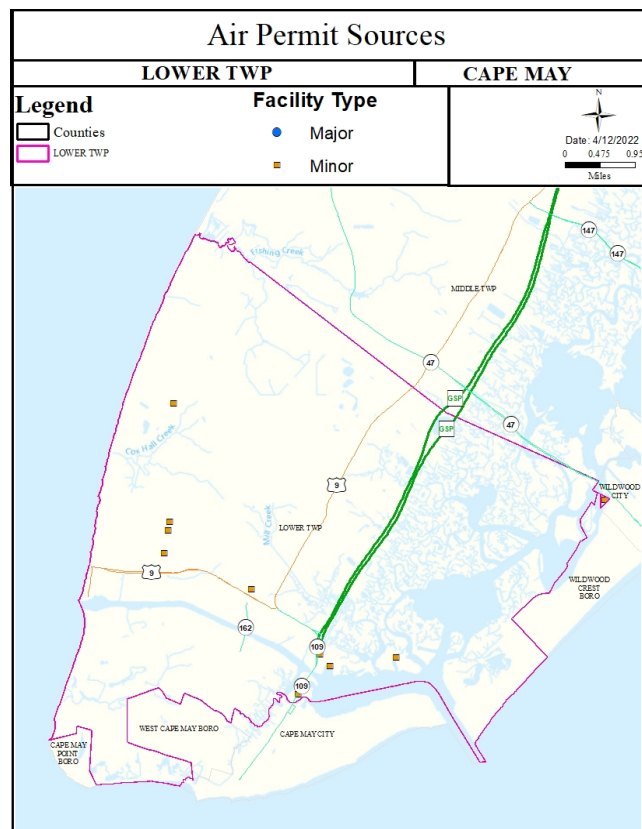 Air Permit Sources
LOWER TWP
CAPE MAY
Legend
Counties
LOWER TWP
Facility Type
Major
Minor
N
Date: 4/12/2022
0 0.475 0.95
Miles
147
147
Fishing Creek
MIDDLE TWP
47
GSP
GSP
47
Cox Hall Creek
9
WILDWOOD
CITY
Mill Creek
LOWER TWP
9
WILDWOOD
CREST
BORO
162
109
109
WEST CAPE MAY BORO
CAPE MAY CITY
CAPE MAY
POINT
BORO